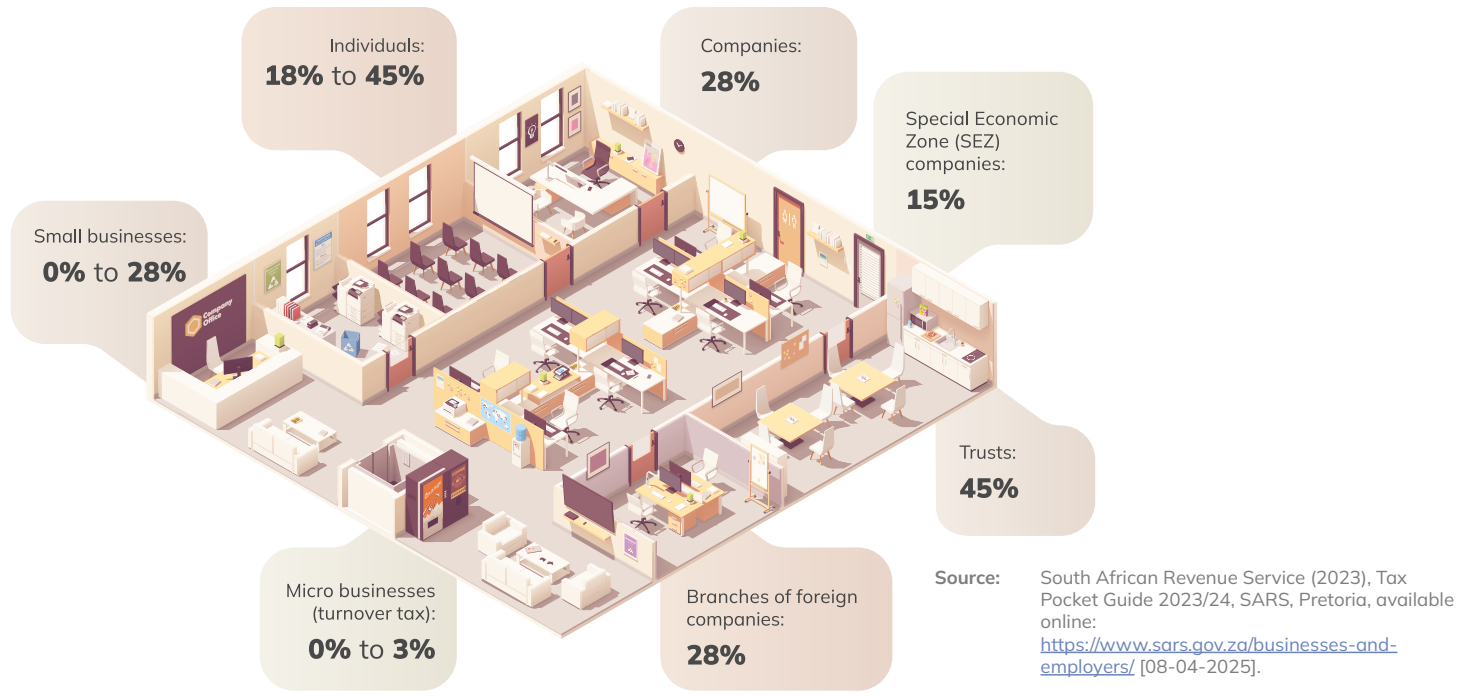 Individuals:
18% to 45%
Companies:
28%
Special Economic
Zone (SEZ)
companies:
15%
Small businesses:
0% to 28%
Company
Office
Trusts:
45%
Micro businesses
(turnover tax):
0% to 3%
Branches of foreign
companies:
28%
Source: South African Revenue Service (2023), Tax
Pocket Guide 2023/24, SARS, Pretoria, available
online:
https://www.sars.gov.za/businesses-and-
employers/ [08-04-2025].